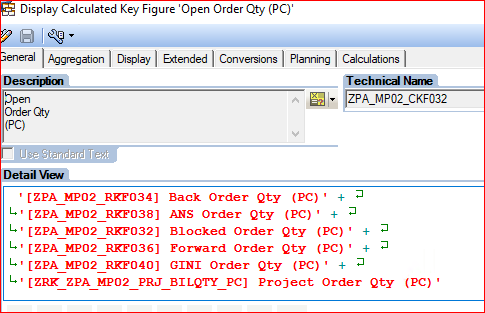 Display Calculated Key Figure 'Open Order Qty (PC)'
General Aggregation Display Extended Conversions Planning Calculations
Description
Technical Name
Open
Order Qty
(PC)
ZPA_MP02_CKF032
Use Standard Text
Detail View
'[ZPA_MP02_RKF034] Back Order Qty (PC)' +
'[ZPA_MP02_RKF038] ANS Order Qty (PC)' +
'[ZPA_MP02_RKF032] Blocked Order Qty (PC)' +
'[ZPA_MP02_RKF036] Forward Order Qty (PC)' +
'[ZPA_MP02_RKF040] GINI Order Qty (PC)' +
'[ZRK_ZPA_MP02_PRJ_BILQTY_PC] Project Order Qty (PC)'